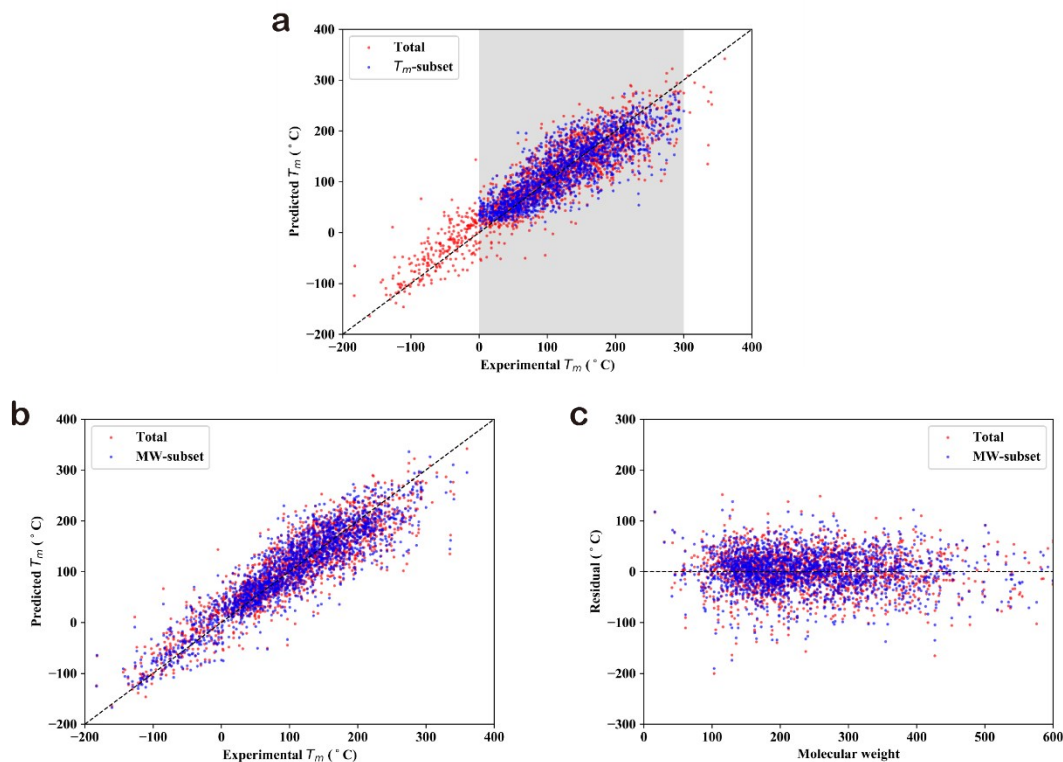 a
400
300
200
100
0
−100
−200
Predicted Tm (°C)
Total
Tm-subset
−200 −100 0 100 200 300 400
Experimental Tm (°C)
b
400
300
200
100
0
−100
−200
Predicted Tm (°C)
Total
MW-subset
−200 −100 0 100 200 300 400
Experimental Tm (°C)
c
300
200
100
0
−100
−200
−300
Residual (°C)
Total
MW-subset
0 100 200 300 400 500 600
Molecular weight